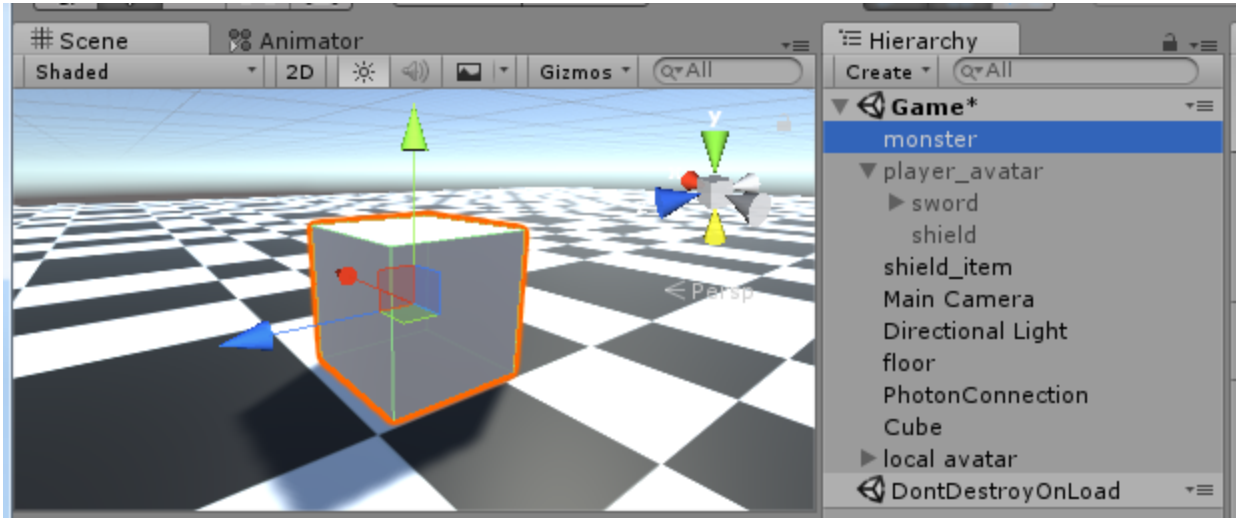 Scene
Animator
Shaded
2D
Gizmos
All
y
Persp
Hierarchy
Create
All
Game*
monster
player_avatar
sword
shield
shield_item
Main Camera
Directional Light
floor
PhotonConnection
Cube
local avatar
DontDestroyOnLoad